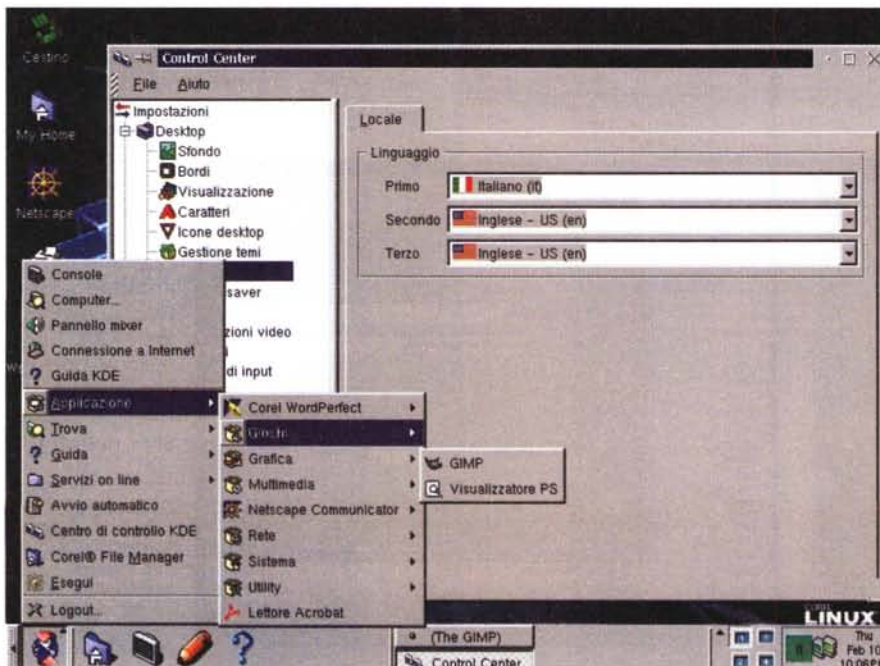 Cestino
My Home
Netscape
Control Center
File Aiuto
Impostazioni
Desktop
Sfondo
Bordi
Visualizzazione
Caratteri
Icone desktop
Gestione temi
saver
zioni video
di input
Locale
Linguaggio
Primo Italiano (it)
Secondo Inglese - US (en)
Terzo Inglese - US (en)
Console
Computer...
Pannello mixer
Connessione a Internet
Guida KDE
Applicazione
Trova
Guida
Servizi on line
Avvio automatico
Centro di controllo KDE
Corel® File Manager
Esegui
Logout...
Corel WordPerfect
Giochi
Grafica
Multimedia
Netscape Communicator
Rete
Sistema
Utility
Lettore Acrobat
GIMP
Visualizzatore PS
LINUX
(The GIMP)
Control Center
it
Thu
Feb 10